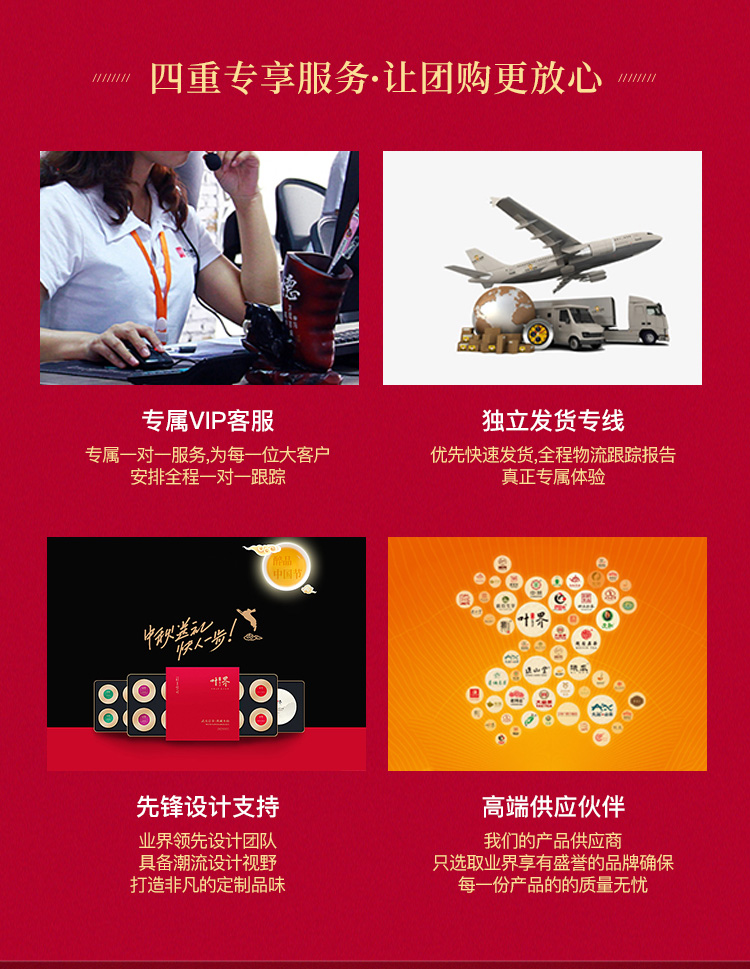 四重专享服务·让团购更放心
专属VIP客服
专属一对一服务,为每一位大客户
安排全程一对一跟踪
独立发货专线
优先快速发货,全程物流跟踪报告
真正专属体验
中国节
中秋送礼
快人一步!
叶界
叶界
先锋设计支持
业界领先设计团队
具备潮流设计视野
打造非凡的定制品味
高端供应伙伴
我们的产品供应商
只选取业界享有盛誉的品牌确保
每一份产品的的质量无忧